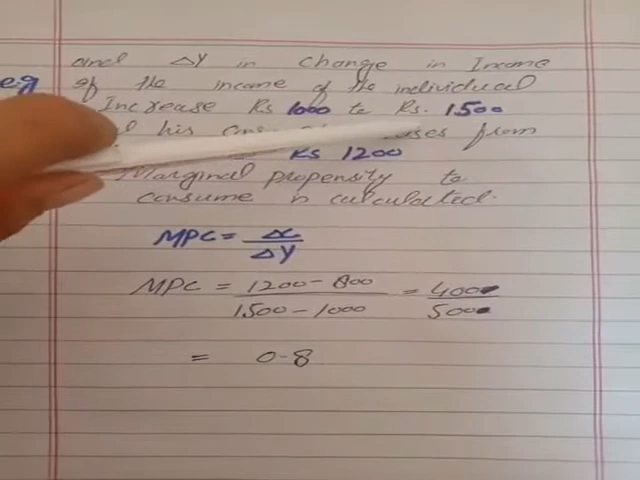 and ΔY in Change in Income
e.g of the income of the individual
Increase Rs 1000 to Rs. 1500
his from
Rs 1200
Marginal propensity to
consume is calculated.
MPC = Δc / ΔY
MPC = 1200 - 800 / 1500 - 1000 = 400 / 500
= 0.8